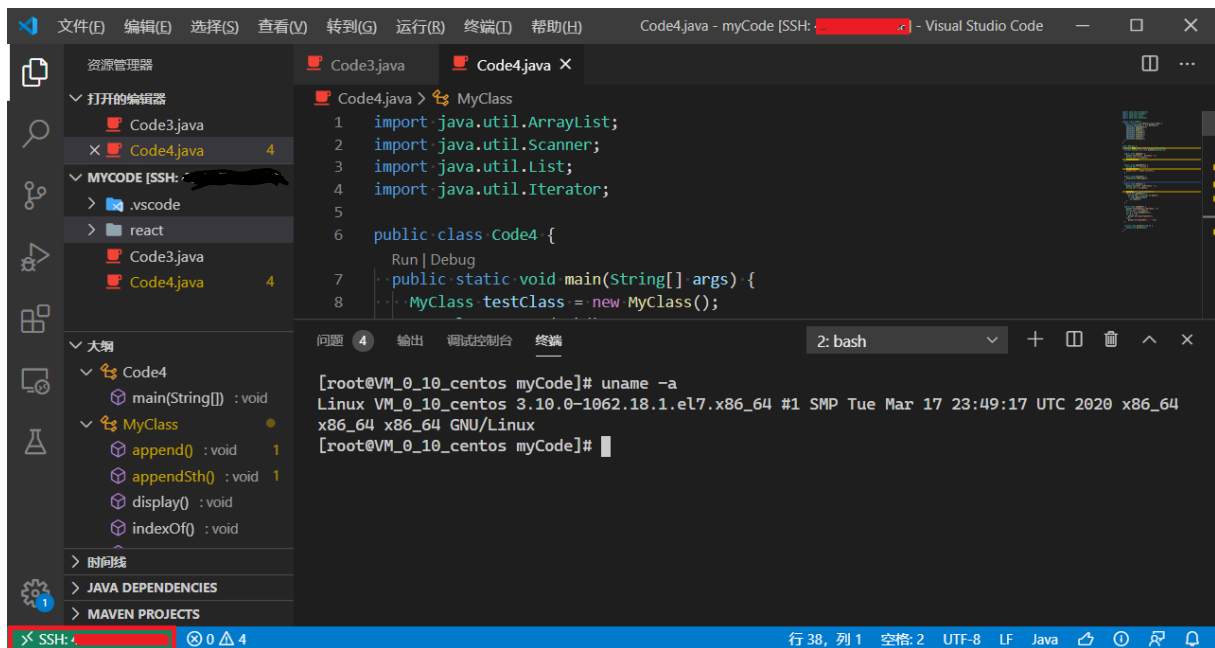 文件(F) 编辑(E) 选择(S) 查看(V) 转到(G) 运行(R) 终端(T) 帮助(H) Code4.java - myCode [SSH: ] - Visual Studio Code
资源管理器
打开的编辑器
Code3.java
Code4.java 4
MYCODE [SSH:
.vscode
react
Code3.java
Code4.java 4
大纲
Code4
main(String[]) : void
MyClass
append() : void 1
appendSth() : void 1
display() : void
indexOf() : void
时间线
JAVA DEPENDENCIES
MAVEN PROJECTS
1
Code3.java Code4.java
Code4.java > MyClass
1 import java.util.ArrayList;
2 import java.util.Scanner;
3 import java.util.List;
4 import java.util.Iterator;
5
6 public class Code4 {
Run | Debug
7 public static void main(String[] args) {
8 MyClass testClass = new MyClass();
问题 4 输出 调试控制台 终端 2: bash
[root@VM_0_10_centos myCode]# uname -a
Linux VM_0_10_centos 3.10.0-1062.18.1.el7.x86_64 #1 SMP Tue Mar 17 23:49:17 UTC 2020 x86_64
x86_64 x86_64 GNU/Linux
[root@VM_0_10_centos myCode]#
SSH: 0 4 行 38，列 1 空格: 2 UTF-8 LF Java